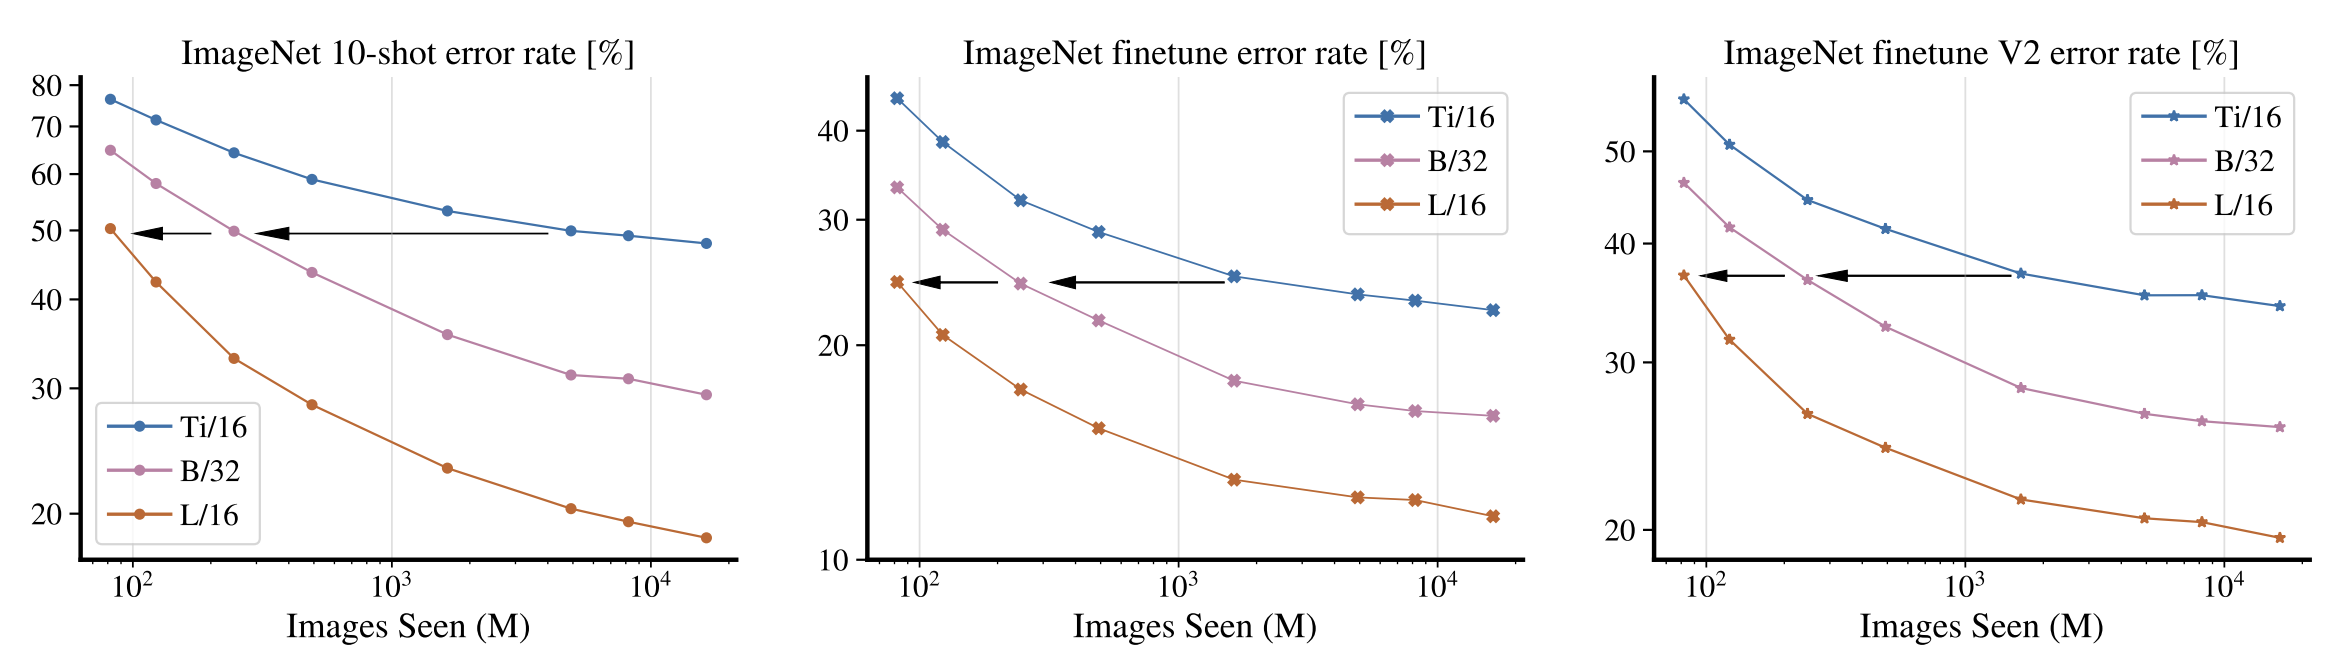 ImageNet 10-shot error rate [%]
80
70
60
50
40
30
20
Ti/16
B/32
L/16
10²
10³
10⁴
Images Seen (M)
ImageNet finetune error rate [%]
40
30
20
10
Ti/16
B/32
L/16
10²
10³
10⁴
Images Seen (M)
ImageNet finetune V2 error rate [%]
50
40
30
20
Ti/16
B/32
L/16
10²
10³
10⁴
Images Seen (M)